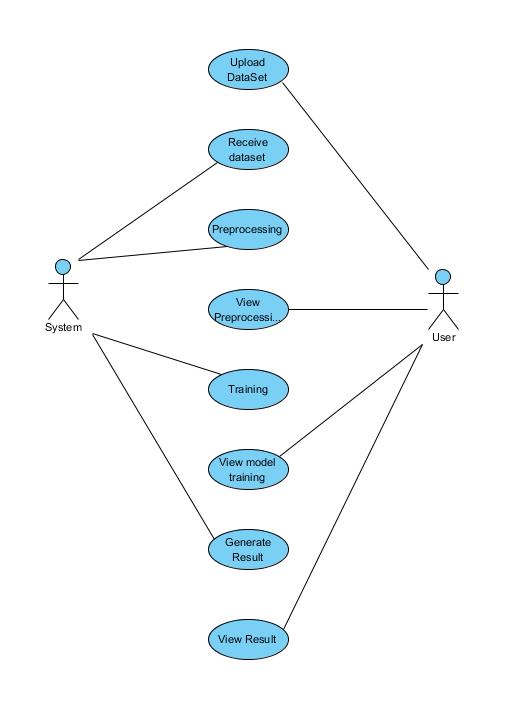 Upload
DataSet
Receive
dataset
Preprocessing
View
Preprocessi...
System
User
Training
View model
training
Generate
Result
View Result